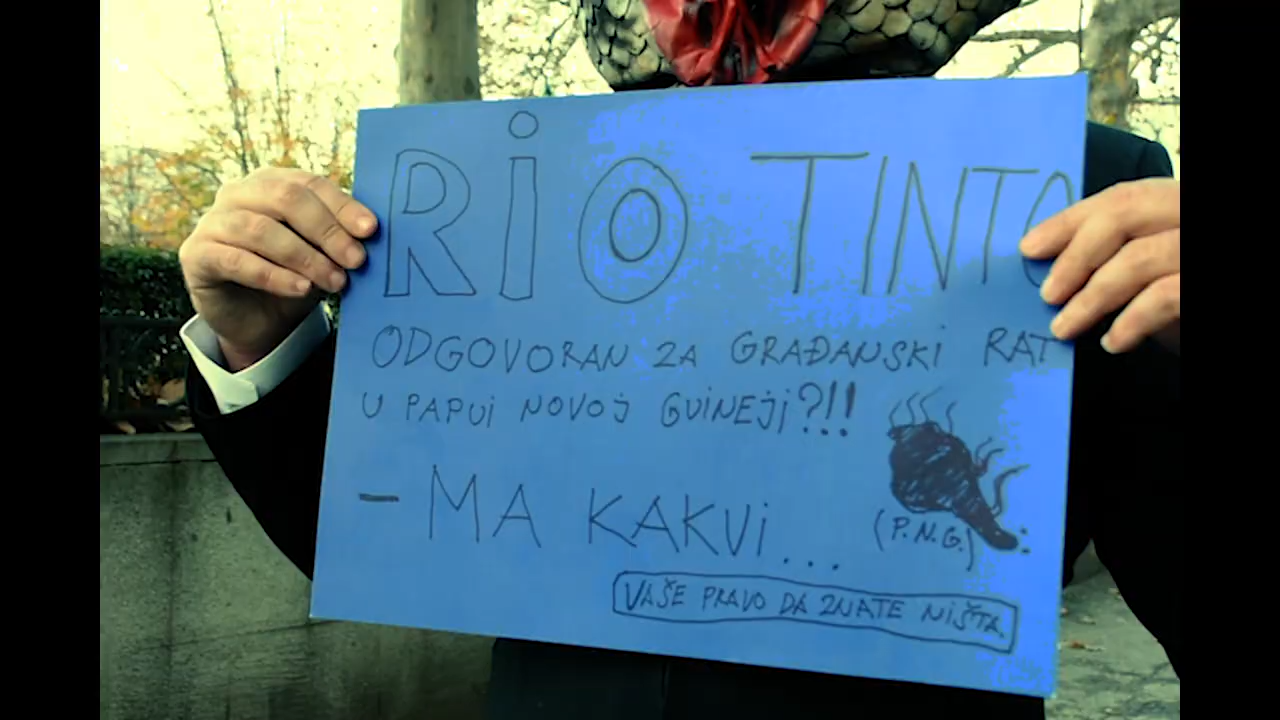 RiO TINTO
ODGOVORAN ZA GRAĐANSKi RAT
U PAPUi NOVOJ GUiNEJi?!!
- MA KAKVi...
(P.N.G.)
VAŠE PRAVO DA ZNATE NIŠTA.